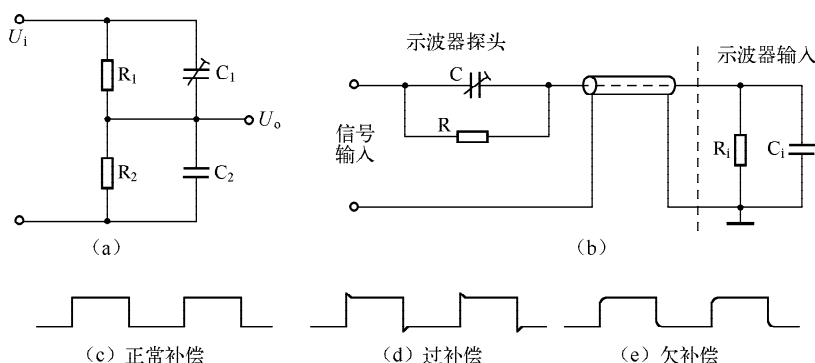 Ui
R1
C1
Uo
R2
C2
(a)
示波器探头
C
R
信号
输入
示波器输入
Ri
Ci
(b)
(c)正常补偿
(d)过补偿
(e)欠补偿